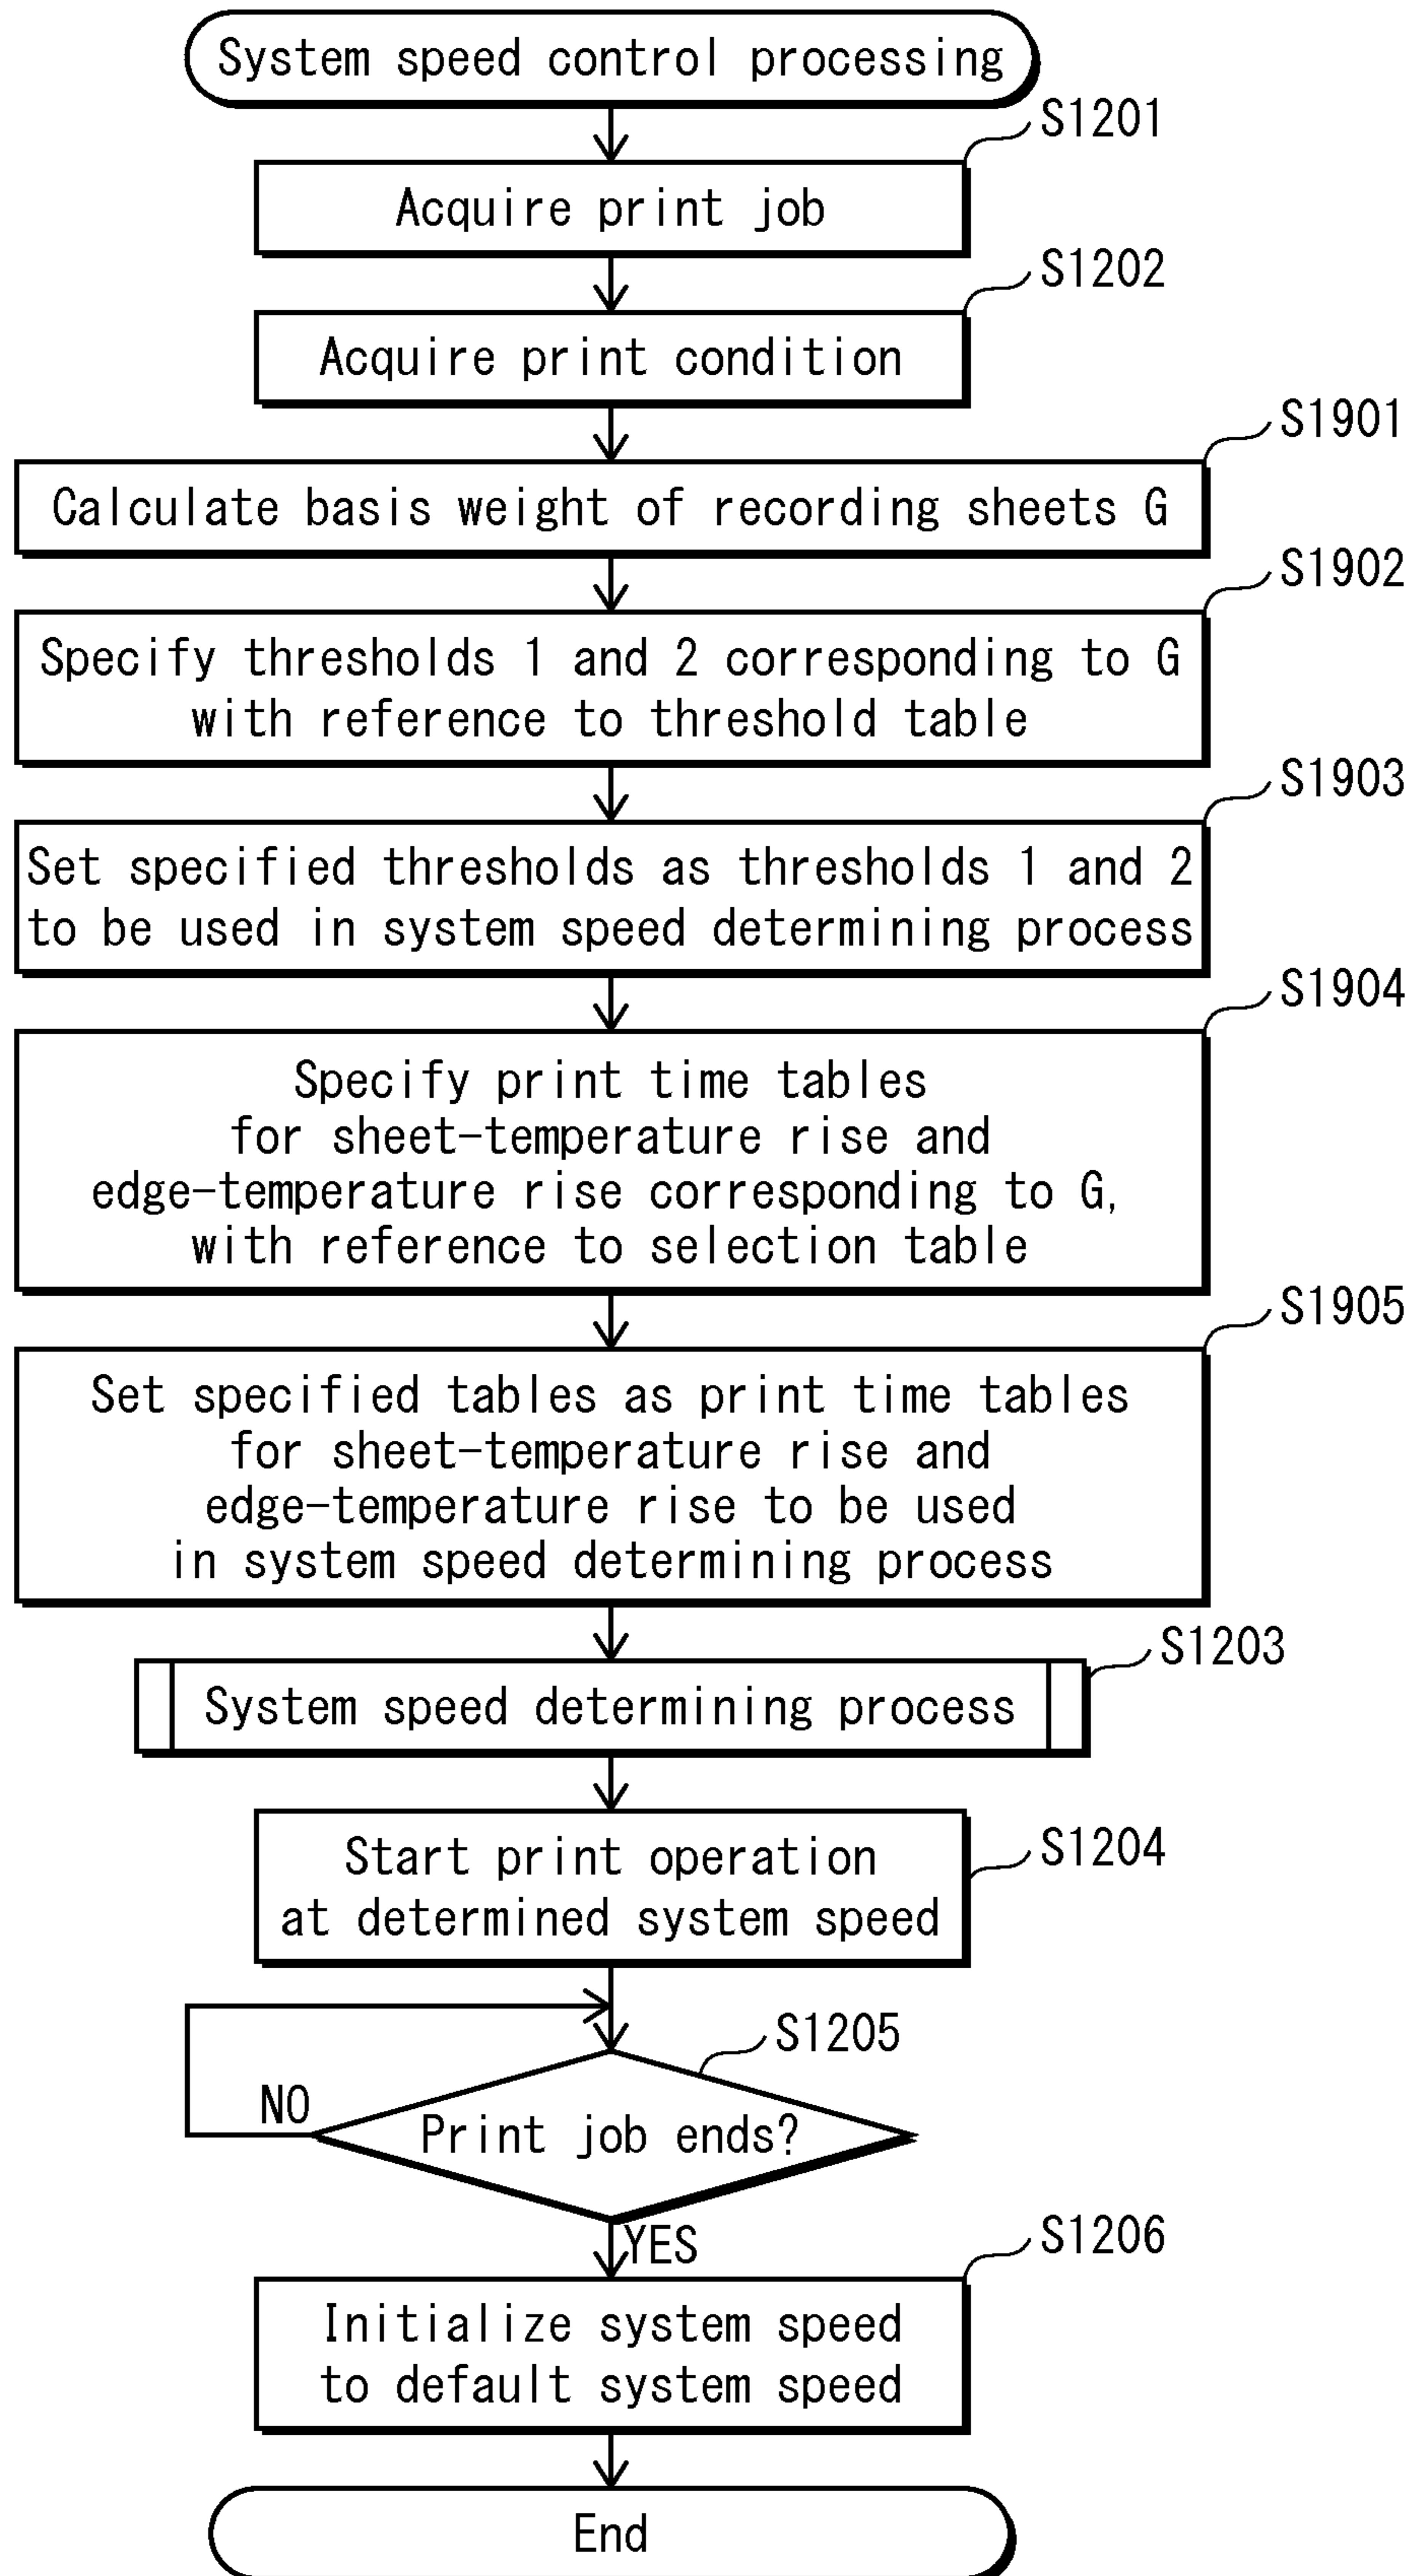 System speed control processing
S1201
Acquire print job
S1202
Acquire print condition
S1901
Calculate basis weight of recording sheets G
S1902
Specify thresholds 1 and 2 corresponding to G
with reference to threshold table
S1903
Set specified thresholds as thresholds 1 and 2
to be used in system speed determining process
S1904
Specify print time tables
for sheet-temperature rise and
edge-temperature rise corresponding to G,
with reference to selection table
S1905
Set specified tables as print time tables
for sheet-temperature rise and
edge-temperature rise to be used
in system speed determining process
S1203
System speed determining process
S1204
Start print operation
at determined system speed
S1205
NO
Print job ends?
YES
S1206
Initialize system speed
to default system speed
End